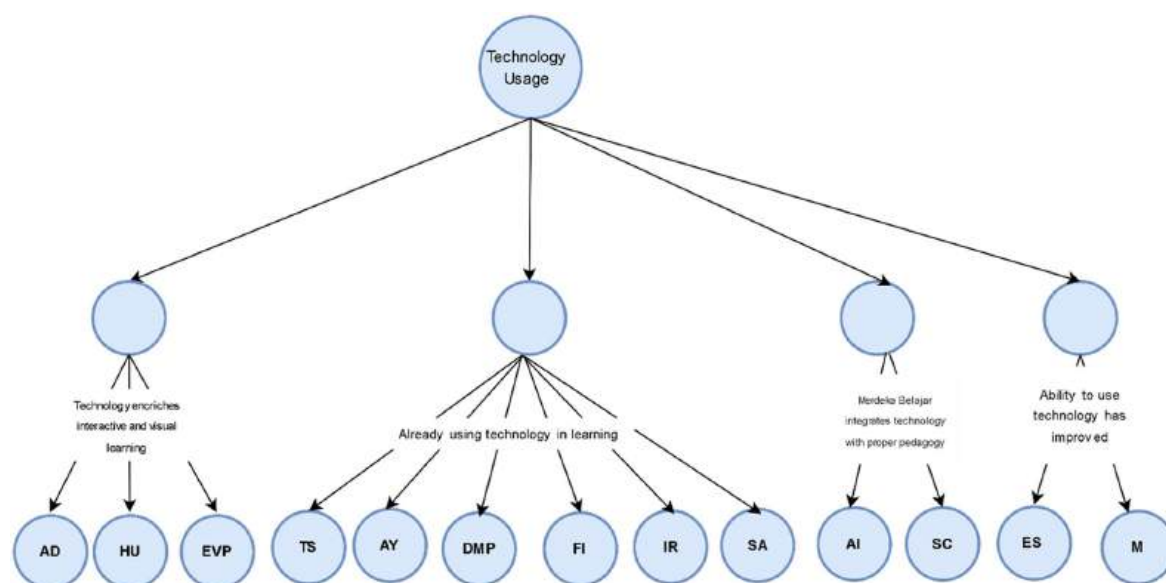 Technology
Usage
Technology enriches
interactive and visual
learning
Already using technology in learning
Merdeka Belajar
integrates technology
with proper pedagogy
Ability to use
technology has
improved
AD
HU
EVP
TS
AY
DMP
FI
IR
SA
AI
SC
ES
M